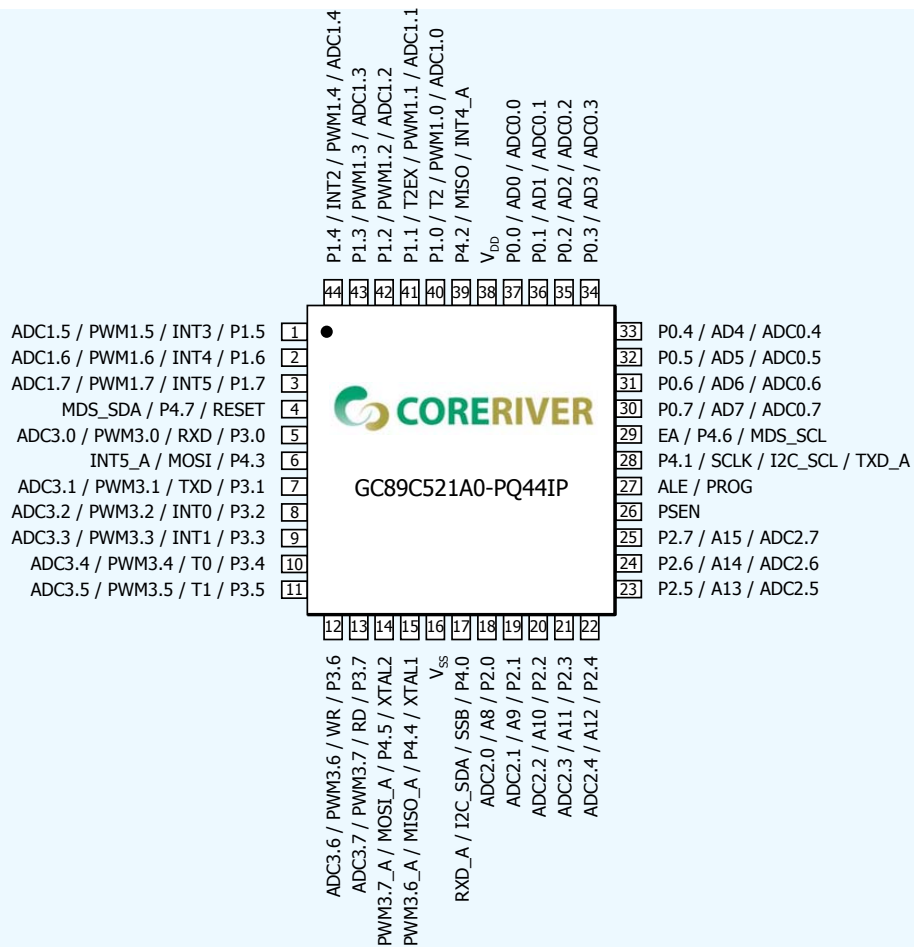 P1.4 / INT2 / PWM1.4 / ADC1.4
P1.3 / PWM1.3 / ADC1.3
P1.2 / PWM1.2 / ADC1.2
P1.1 / T2EX / PWM1.1 / ADC1.1
P1.0 / T2 / PWM1.0 / ADC1.0
P4.2 / MISO / INT4_A
VDD
P0.0 / AD0 / ADC0.0
P0.1 / AD1 / ADC0.1
P0.2 / AD2 / ADC0.2
P0.3 / AD3 / ADC0.3
44 43 42 41 40 39 38 37 36 35 34
ADC1.5 / PWM1.5 / INT3 / P1.5 1
ADC1.6 / PWM1.6 / INT4 / P1.6 2
ADC1.7 / PWM1.7 / INT5 / P1.7 3
MDS_SDA / P4.7 / RESET 4
ADC3.0 / PWM3.0 / RXD / P3.0 5
INT5_A / MOSI / P4.3 6
ADC3.1 / PWM3.1 / TXD / P3.1 7
ADC3.2 / PWM3.2 / INT0 / P3.2 8
ADC3.3 / PWM3.3 / INT1 / P3.3 9
ADC3.4 / PWM3.4 / T0 / P3.4 10
ADC3.5 / PWM3.5 / T1 / P3.5 11
CORERIVER
GC89C521A0-PQ44IP
33 P0.4 / AD4 / ADC0.4
32 P0.5 / AD5 / ADC0.5
31 P0.6 / AD6 / ADC0.6
30 P0.7 / AD7 / ADC0.7
29 EA / P4.6 / MDS_SCL
28 P4.1 / SCLK / I2C_SCL / TXD_A
27 ALE / PROG
26 PSEN
25 P2.7 / A15 / ADC2.7
24 P2.6 / A14 / ADC2.6
23 P2.5 / A13 / ADC2.5
12 13 14 15 16 17 18 19 20 21 22
ADC3.6 / PWM3.6 / WR / P3.6
ADC3.7 / PWM3.7 / RD / P3.7
PWM3.7_A / MOSI_A / P4.5 / XTAL2
PWM3.6_A / MISO_A / P4.4 / XTAL1
VSS
RXD_A / I2C_SDA / SSB / P4.0
ADC2.0 / A8 / P2.0
ADC2.1 / A9 / P2.1
ADC2.2 / A10 / P2.2
ADC2.3 / A11 / P2.3
ADC2.4 / A12 / P2.4